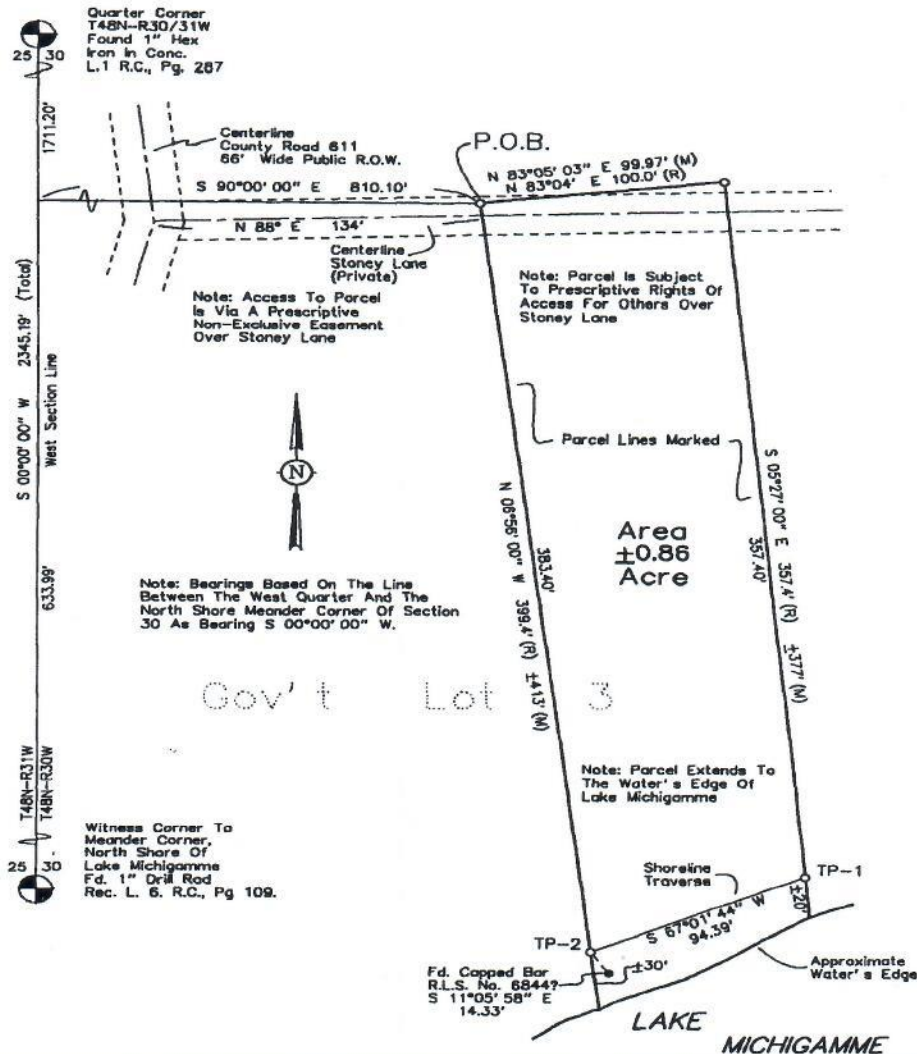 Quarter Corner
T48N-R30/31W
Found 1" Hex
Iron In Conc.
L.1 R.C., Pg. 287
25 30
1711.20'
Centerline
County Road 611
66' Wide Public R.O.W.
P.O.B.
N 83°05' 03" E 99.97' (M)
N 83°04' E 100.0' (R)
S 90°00' 00" E 810.10'
N 88° E 134'
Centerline
Stoney Lane
(Private)
Note: Access To Parcel
Is Via A Prescriptive
Non-Exclusive Easement
Over Stoney Lane
Note: Parcel Is Subject
To Prescriptive Rights Of
Access For Others Over
Stoney Lane
S 00°00' 00" W 2345.19' (Total)
West Section Line
633.99'
N
Parcel Lines Marked
N 06°56' 00" W 399.4' (R) ±413' (M)
383.40'
S 05°27' 00" E 357.4' (R) ±377' (M)
357.40'
Area
±0.86
Acre
Note: Bearings Based On The Line
Between The West Quarter And The
North Shore Meander Corner Of Section
30 As Bearing S 00°00' 00" W.
Gov't Lot 3
Note: Parcel Extends To
The Water's Edge Of
Lake Michigamme
T48N-R31W
T48N-R30W
Witness Corner To
Meander Corner,
North Shore Of
Lake Michigamme
Fd. 1" Drill Rod
Rec. L. 6. R.C., Pg 109.
25 30
Shoreline
Traverse
TP-1
±20'
S 67°01' 44" W
94.39'
TP-2
±30'
Fd. Capped Bar
R.L.S. No. 6844?
S 11°05' 58" E
14.33'
Approximate
Water's Edge
LAKE
MICHIGAMME